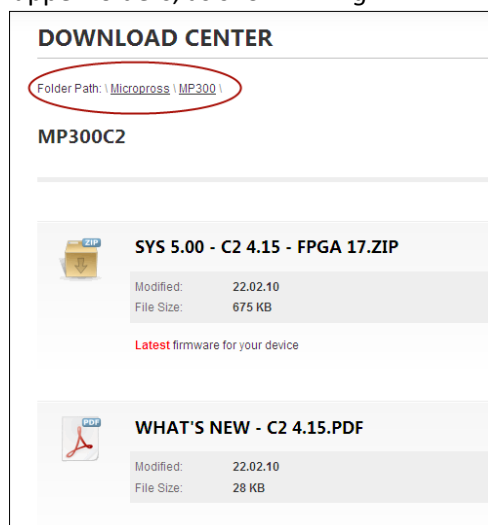 DOWNLOAD CENTER
Folder Path: \ Micropross \ MP300 \
MP300C2
ZIP
SYS 5.00 - C2 4.15 - FPGA 17.ZIP
Modified: 22.02.10
File Size: 675 KB
Latest firmware for your device
PDF
WHAT'S NEW - C2 4.15.PDF
Modified: 22.02.10
File Size: 28 KB